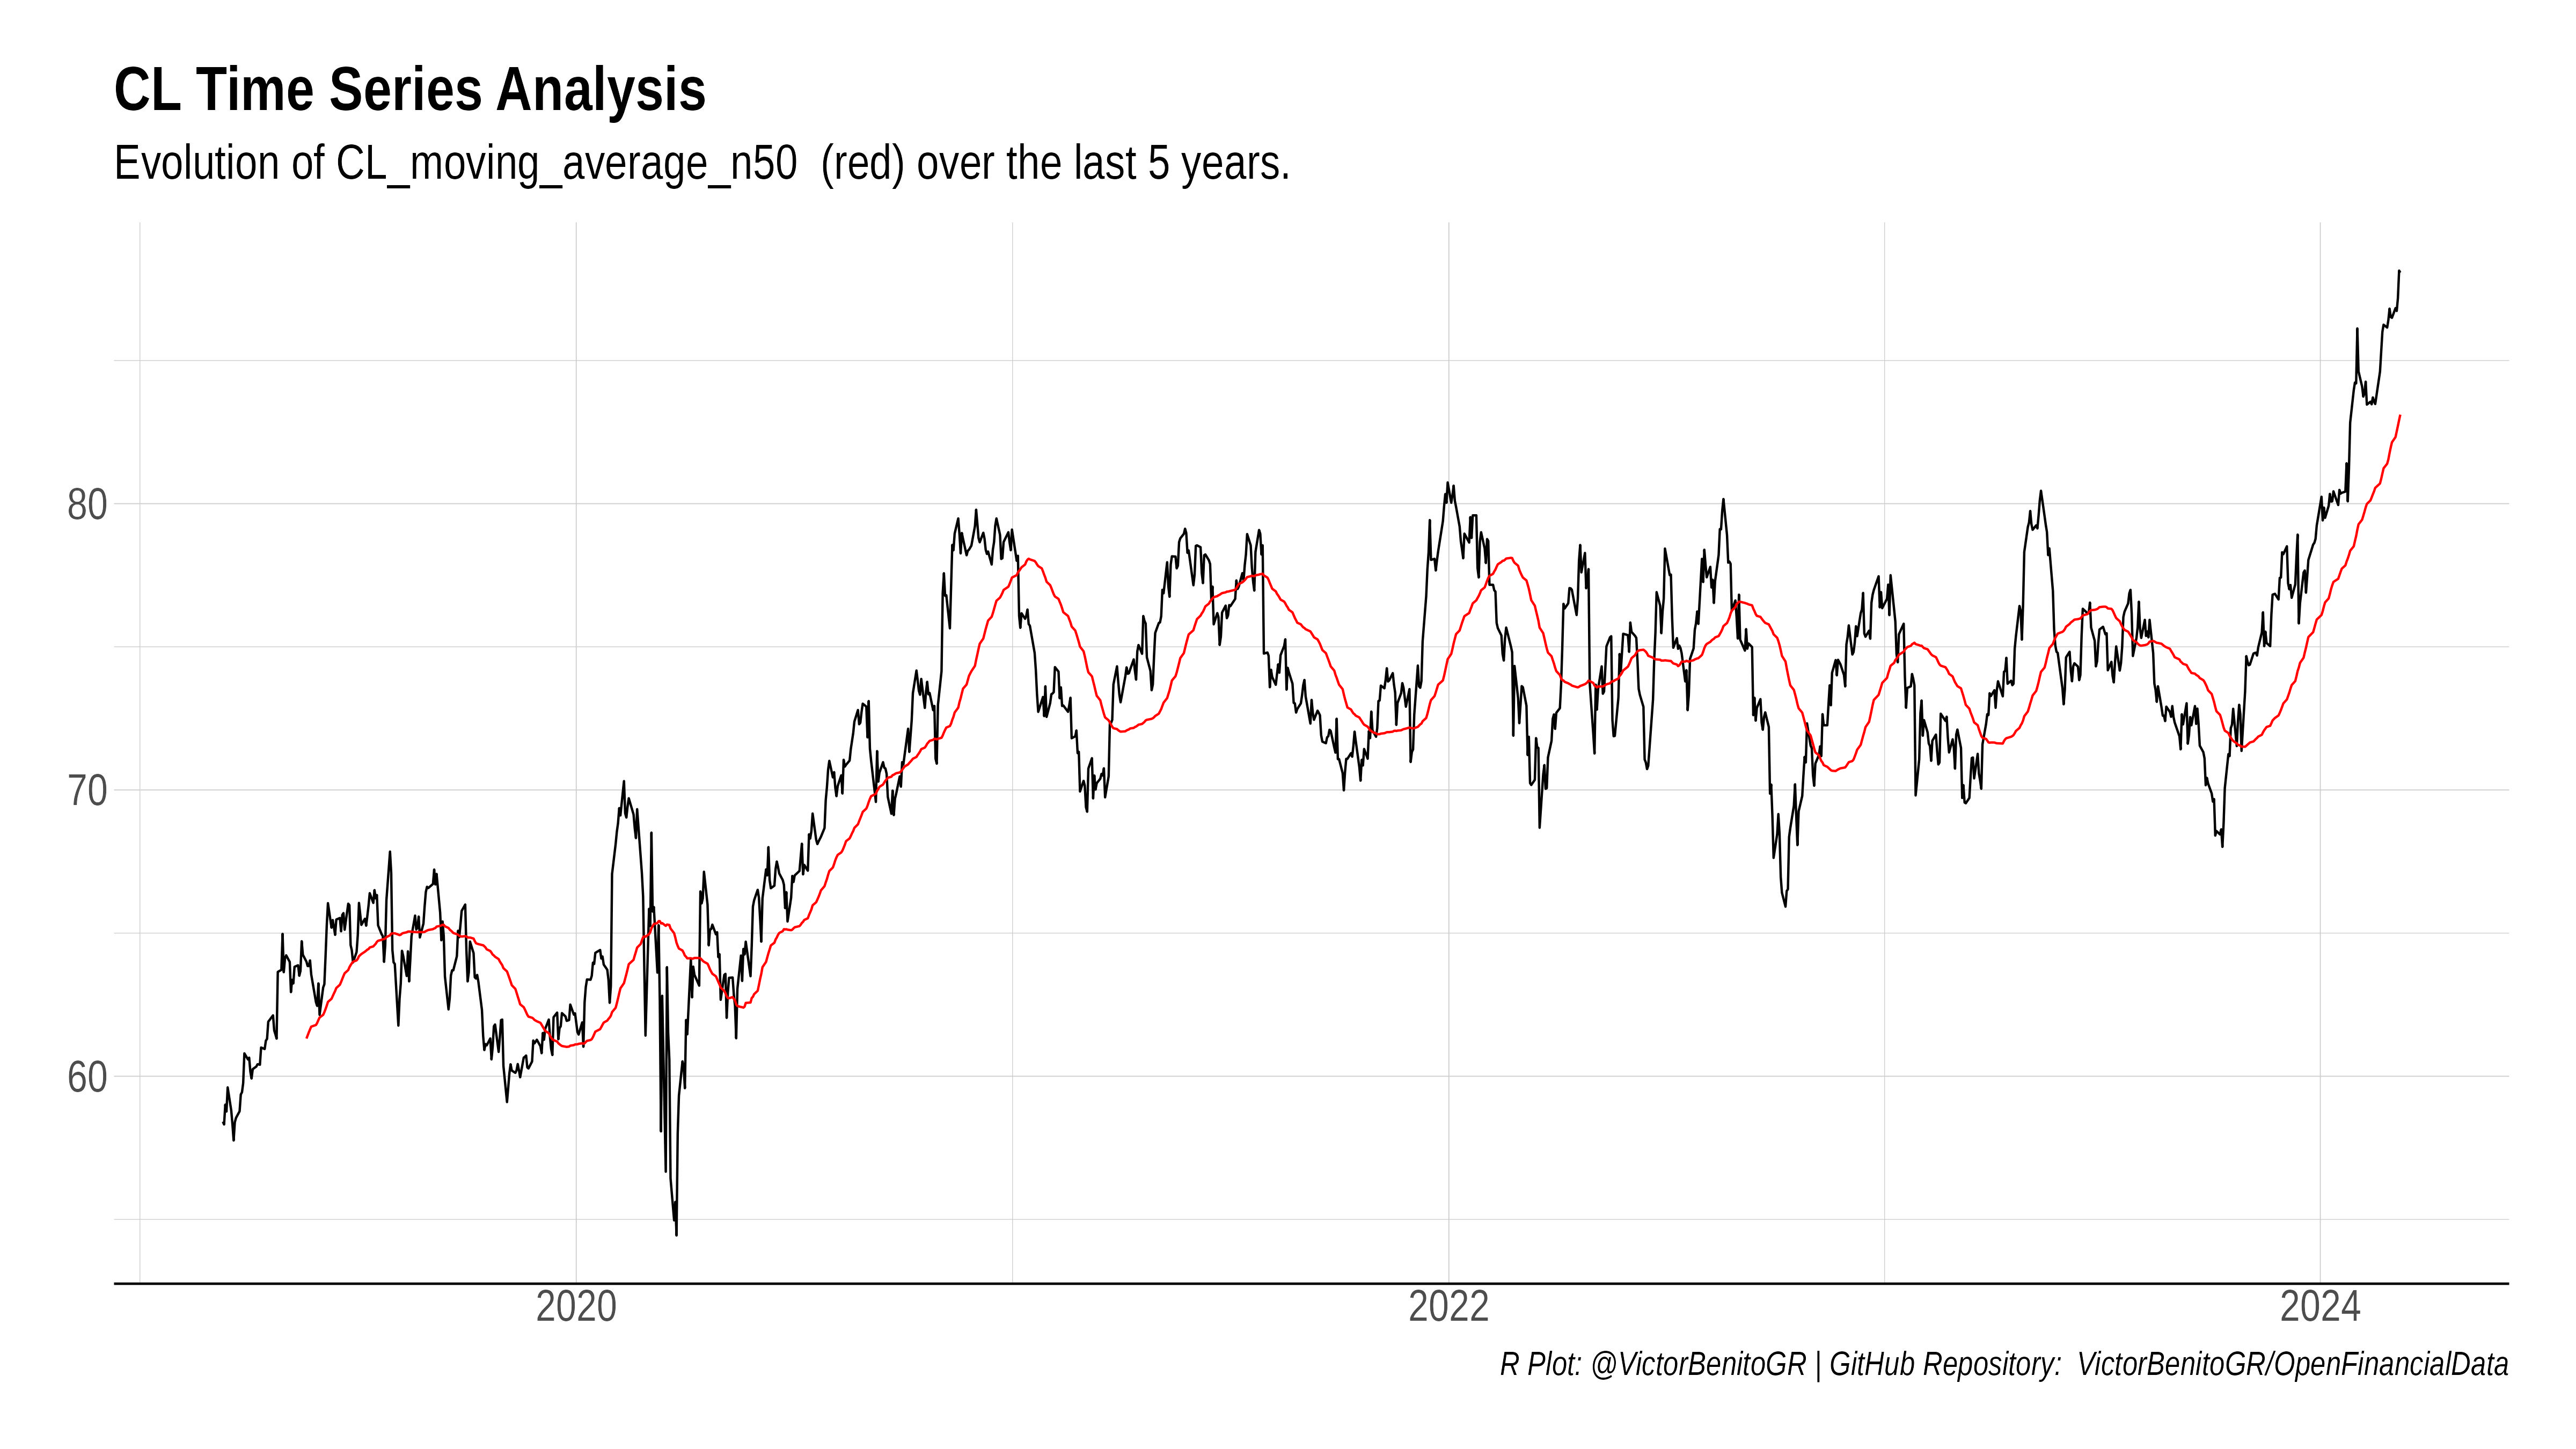 CL Time Series Analysis
Evolution of CL_moving_average_n50  (red) over the last 5 years.
80
70
60
2020 2022 2024
R Plot: @VictorBenitoGR | GitHub Repository:  VictorBenitoGR/OpenFinancialData